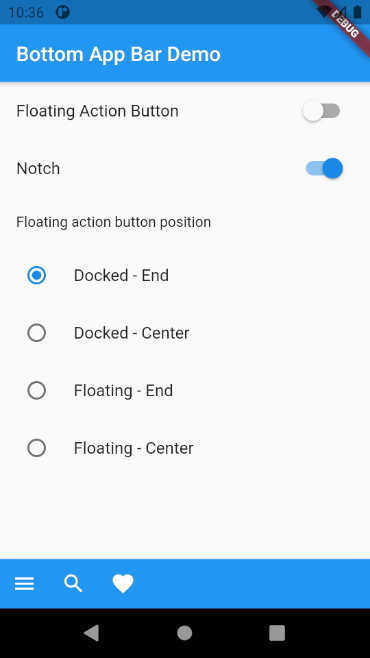 10:36
DEBUG
Bottom App Bar Demo
Floating Action Button
Notch
Floating action button position
Docked - End
Docked - Center
Floating - End
Floating - Center